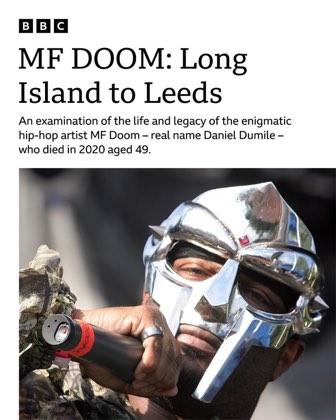 BBC
MF DOOM: Long
Island to Leeds
An examination of the life and legacy of the enigmatic
hip-hop artist MF Doom – real name Daniel Dumile –
who died in 2020 aged 49.